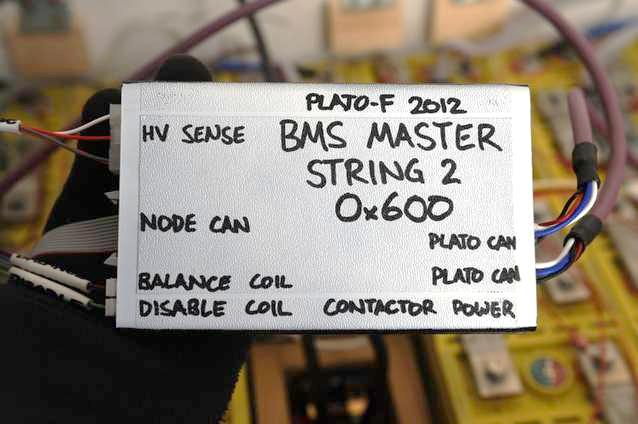 PLATO-F 2012
HV SENSE
BMS MASTER
STRING 2
0x600
NODE CAN
PLATO CAN
PLATO CAN
BALANCE COIL
DISABLE COIL
CONTACTOR POWER